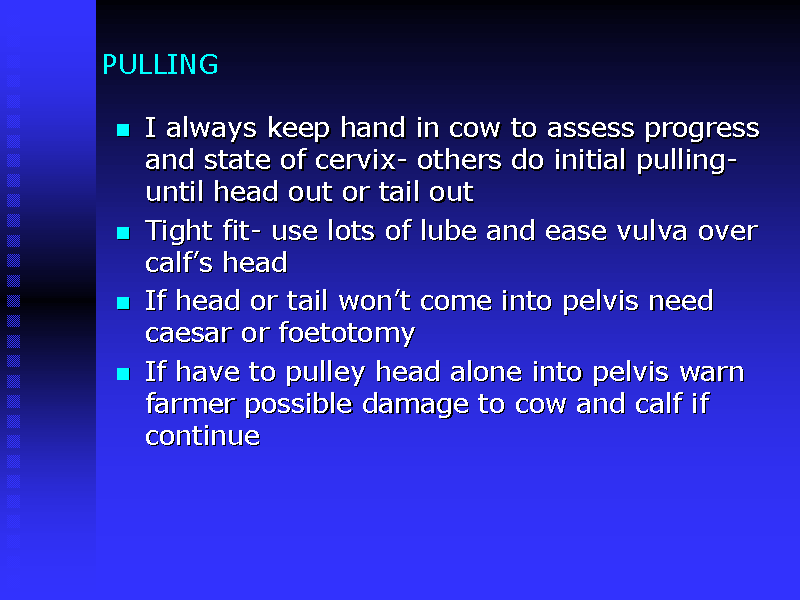 PULLING
I always keep hand in cow to assess progress
and state of cervix- others do initial pulling-
until head out or tail out
Tight fit- use lots of lube and ease vulva over
calf’s head
If head or tail won’t come into pelvis need
caesar or foetotomy
If have to pulley head alone into pelvis warn
farmer possible damage to cow and calf if
continue